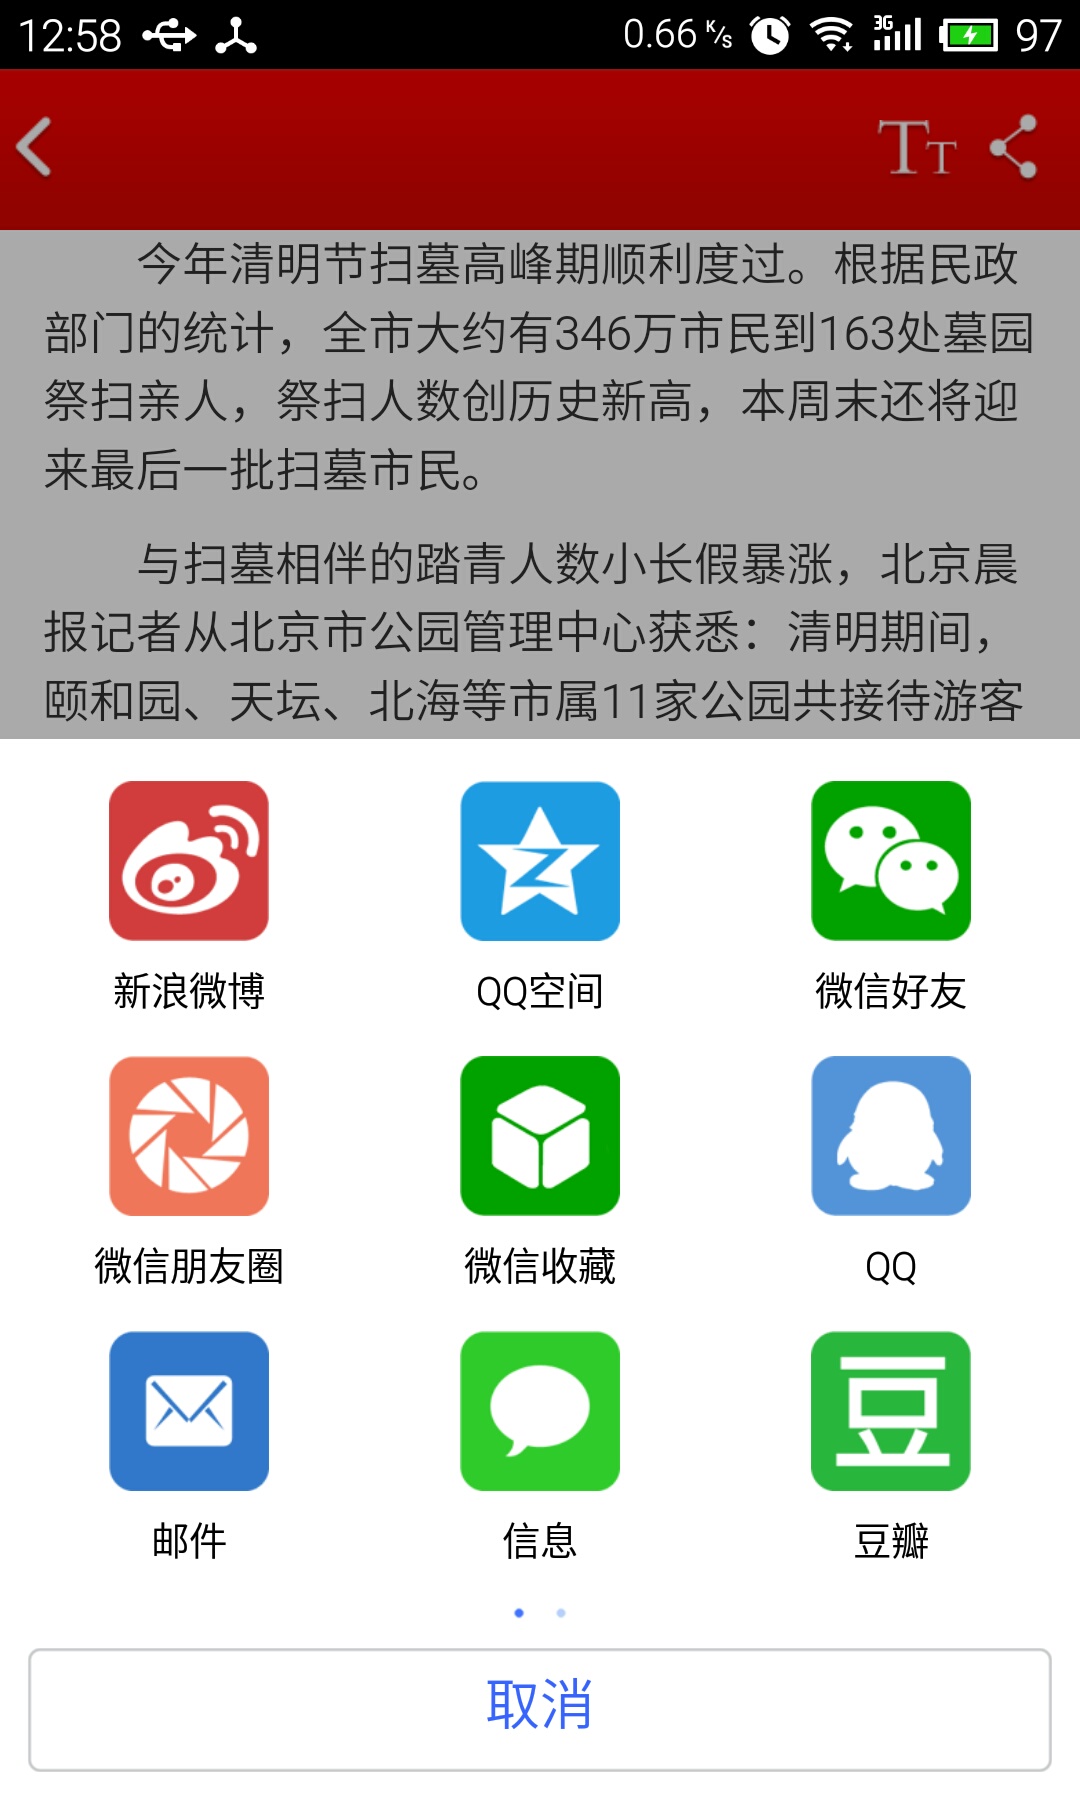 12:58 0.66 K/S 3G 97
TT
今年清明节扫墓高峰期顺利度过。根据民政
部门的统计，全市大约有346万市民到163处墓园
祭扫亲人，祭扫人数创历史新高，本周末还将迎
来最后一批扫墓市民。
与扫墓相伴的踏青人数小长假暴涨，北京晨
报记者从北京市公园管理中心获悉：清明期间，
颐和园、天坛、北海等市属11家公园共接待游客
新浪微博 QQ空间 微信好友
微信朋友圈 微信收藏 QQ
豆
邮件 信息 豆瓣
取消